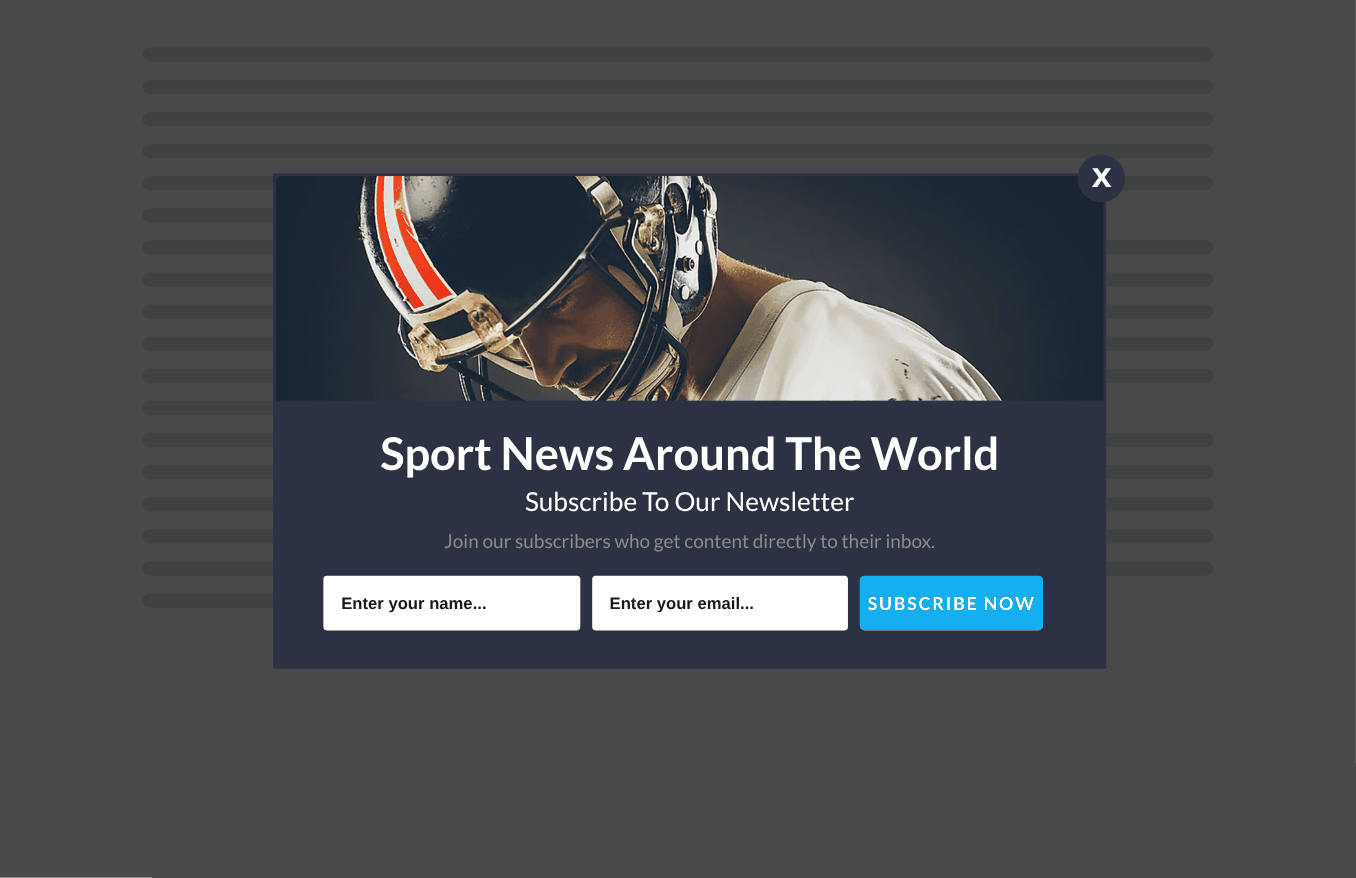 X
Sport News Around The World
Subscribe To Our Newsletter
Join our subscribers who get content directly to their inbox.
Enter your name... Enter your email... SUBSCRIBE NOW